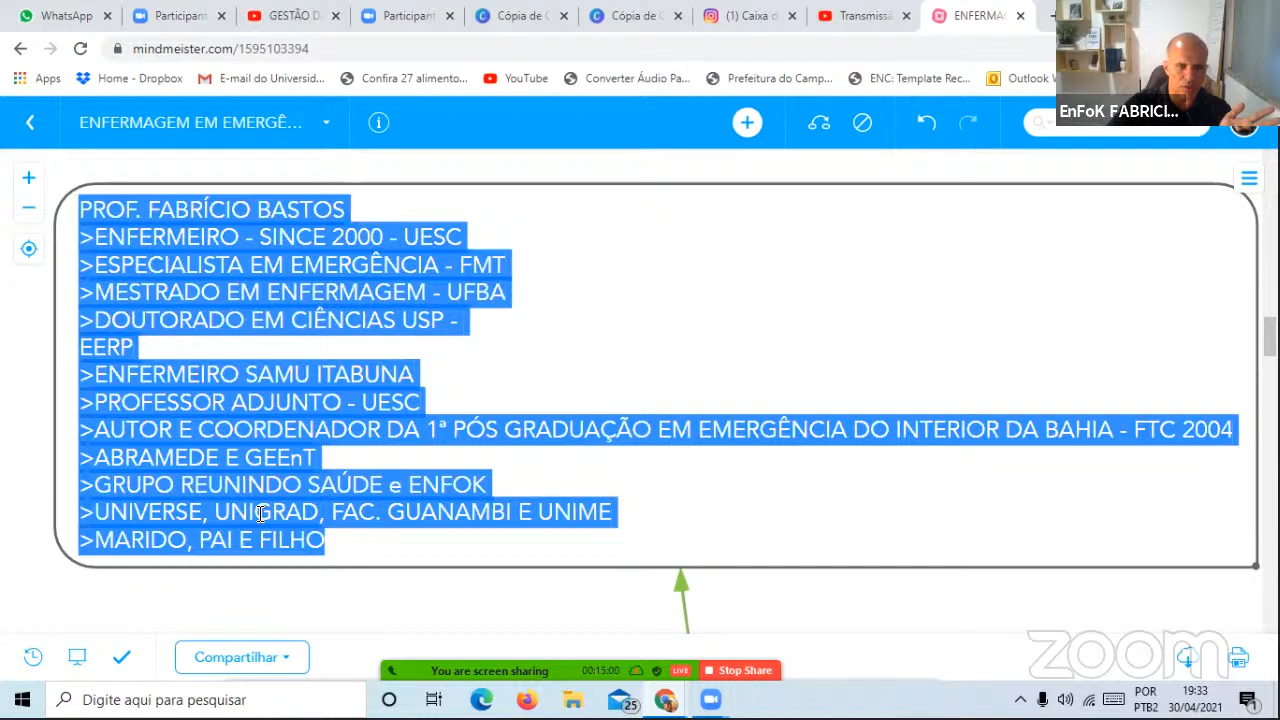 WhatsApp
Participant
GESTÃO D
Participant
Cópia de C
Cópia de C
(1) Caixa d
Transmissã
ENFERMA
mindmeister.com/1595103394
Apps
Home - Dropbox
E-mail do Universid...
Confira 27 alimento...
YouTube
Converter Áudio Pa...
Prefeitura do Camp...
ENC: Template Rec...
Outlook W
EnFoK FABRICI...
ENFERMAGEM EM EMERGÊ...
PROF. FABRÍCIO BASTOS
>ENFERMEIRO - SINCE 2000 - UESC
>ESPECIALISTA EM EMERGÊNCIA - FMT
>MESTRADO EM ENFERMAGEM - UFBA
>DOUTORADO EM CIÊNCIAS USP -
EERP
>ENFERMEIRO SAMU ITABUNA
>PROFESSOR ADJUNTO - UESC
>AUTOR E COORDENADOR DA 1ª PÓS GRADUAÇÃO EM EMERGÊNCIA DO INTERIOR DA BAHIA - FTC 2004
>ABRAMEDE E GEEnT
>GRUPO REUNINDO SAÚDE e ENFOK
>UNIVERSE, UNIGRAD, FAC. GUANAMBI E UNIME
>MARIDO, PAI E FILHO
Compartilhar
zoom
You are screen sharing
00:15:00
LIVE
Stop Share
Digite aqui para pesquisar
25
POR
PTB2
19:33
30/04/2021
1